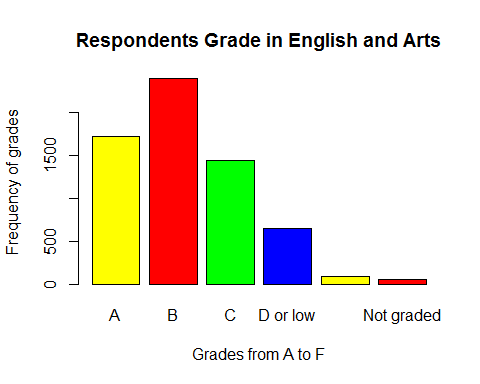 Respondents Grade in English and Arts
Frequency of grades
1500
500
0
A B C D or low Not graded
Grades from A to F